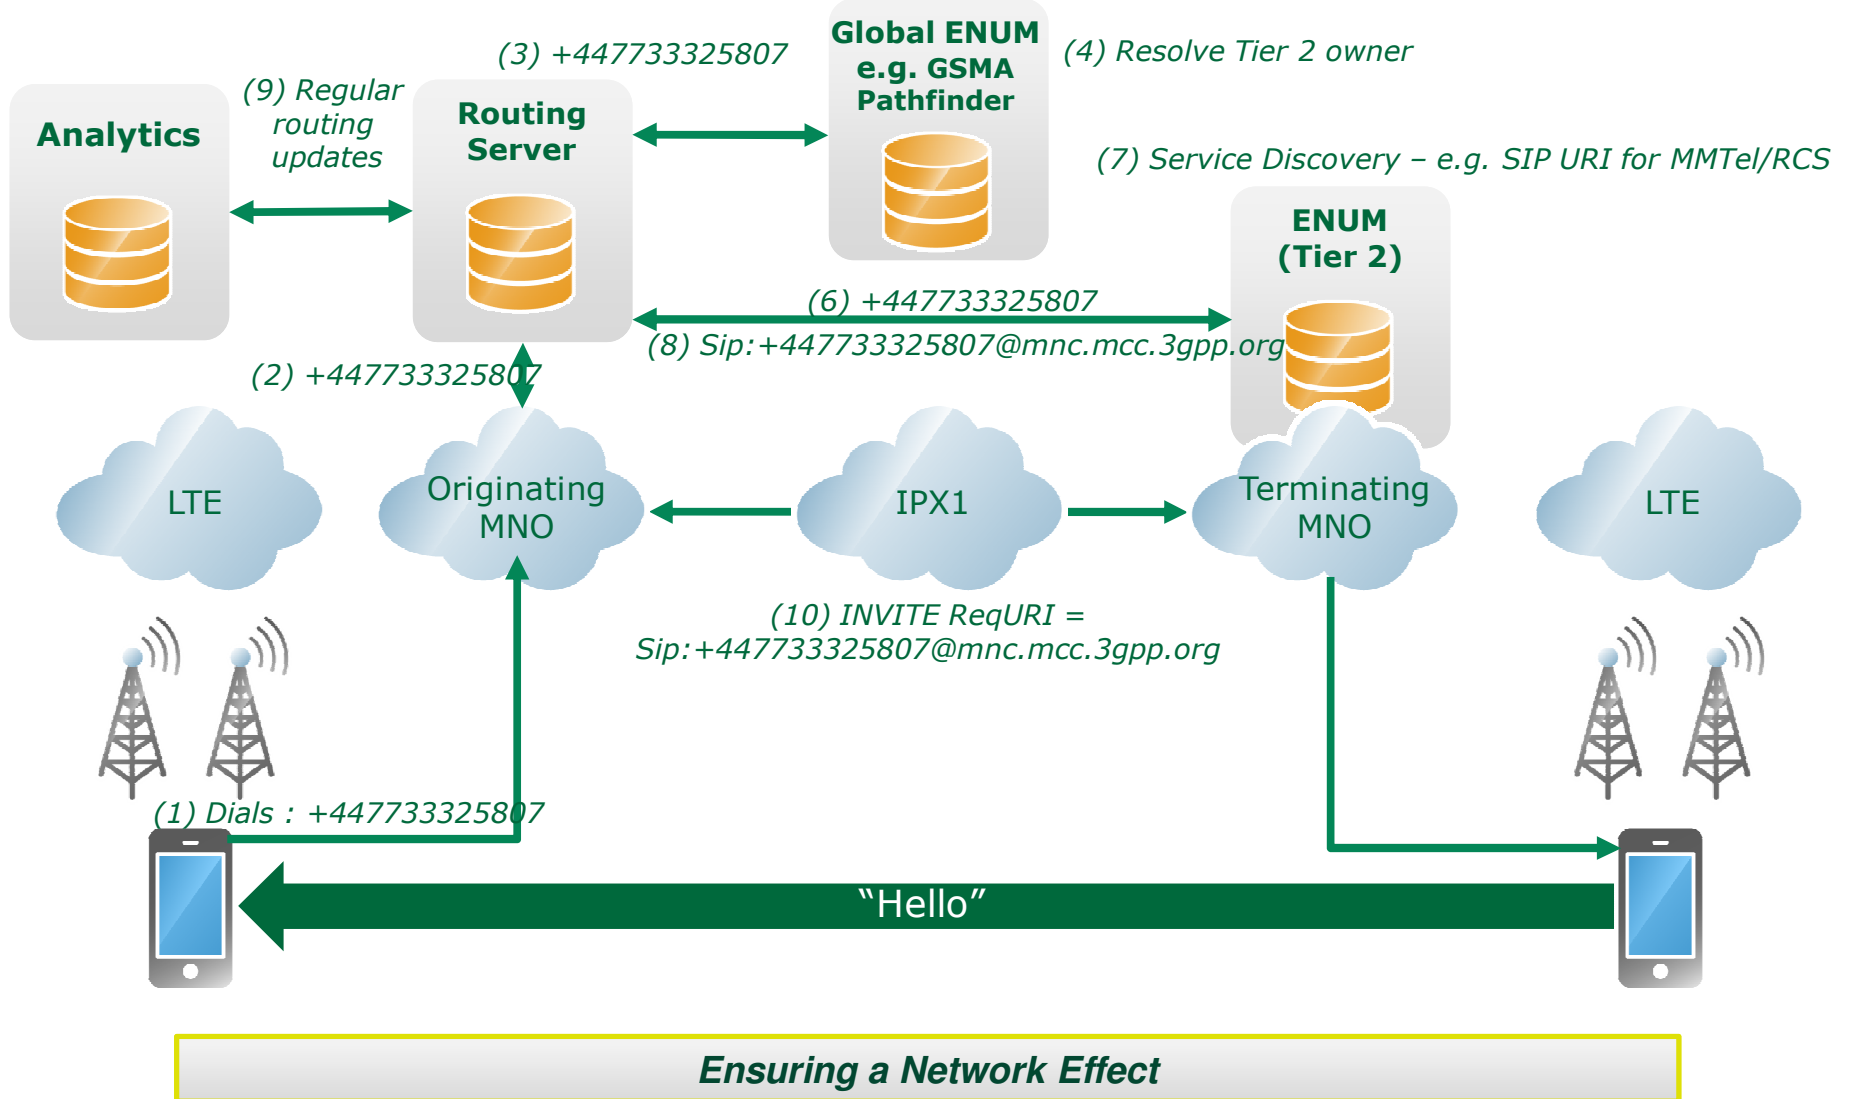 Global ENUM
e.g. GSMA
Pathfinder
(3) +447733325807
(4) Resolve Tier 2 owner
(9) Regular
routing
updates
Routing
Server
Analytics
(7) Service Discovery – e.g. SIP URI for MMTel/RCS
ENUM
(Tier 2)
(6) +447733325807
(8) Sip:+447733325807@mnc.mcc.3gpp.org
(2) +447733325807
LTE
Originating
MNO
IPX1
Terminating
MNO
LTE
(10) INVITE ReqURI =
Sip:+447733325807@mnc.mcc.3gpp.org
(1) Dials : +447733325807
“Hello”
Ensuring a Network Effect